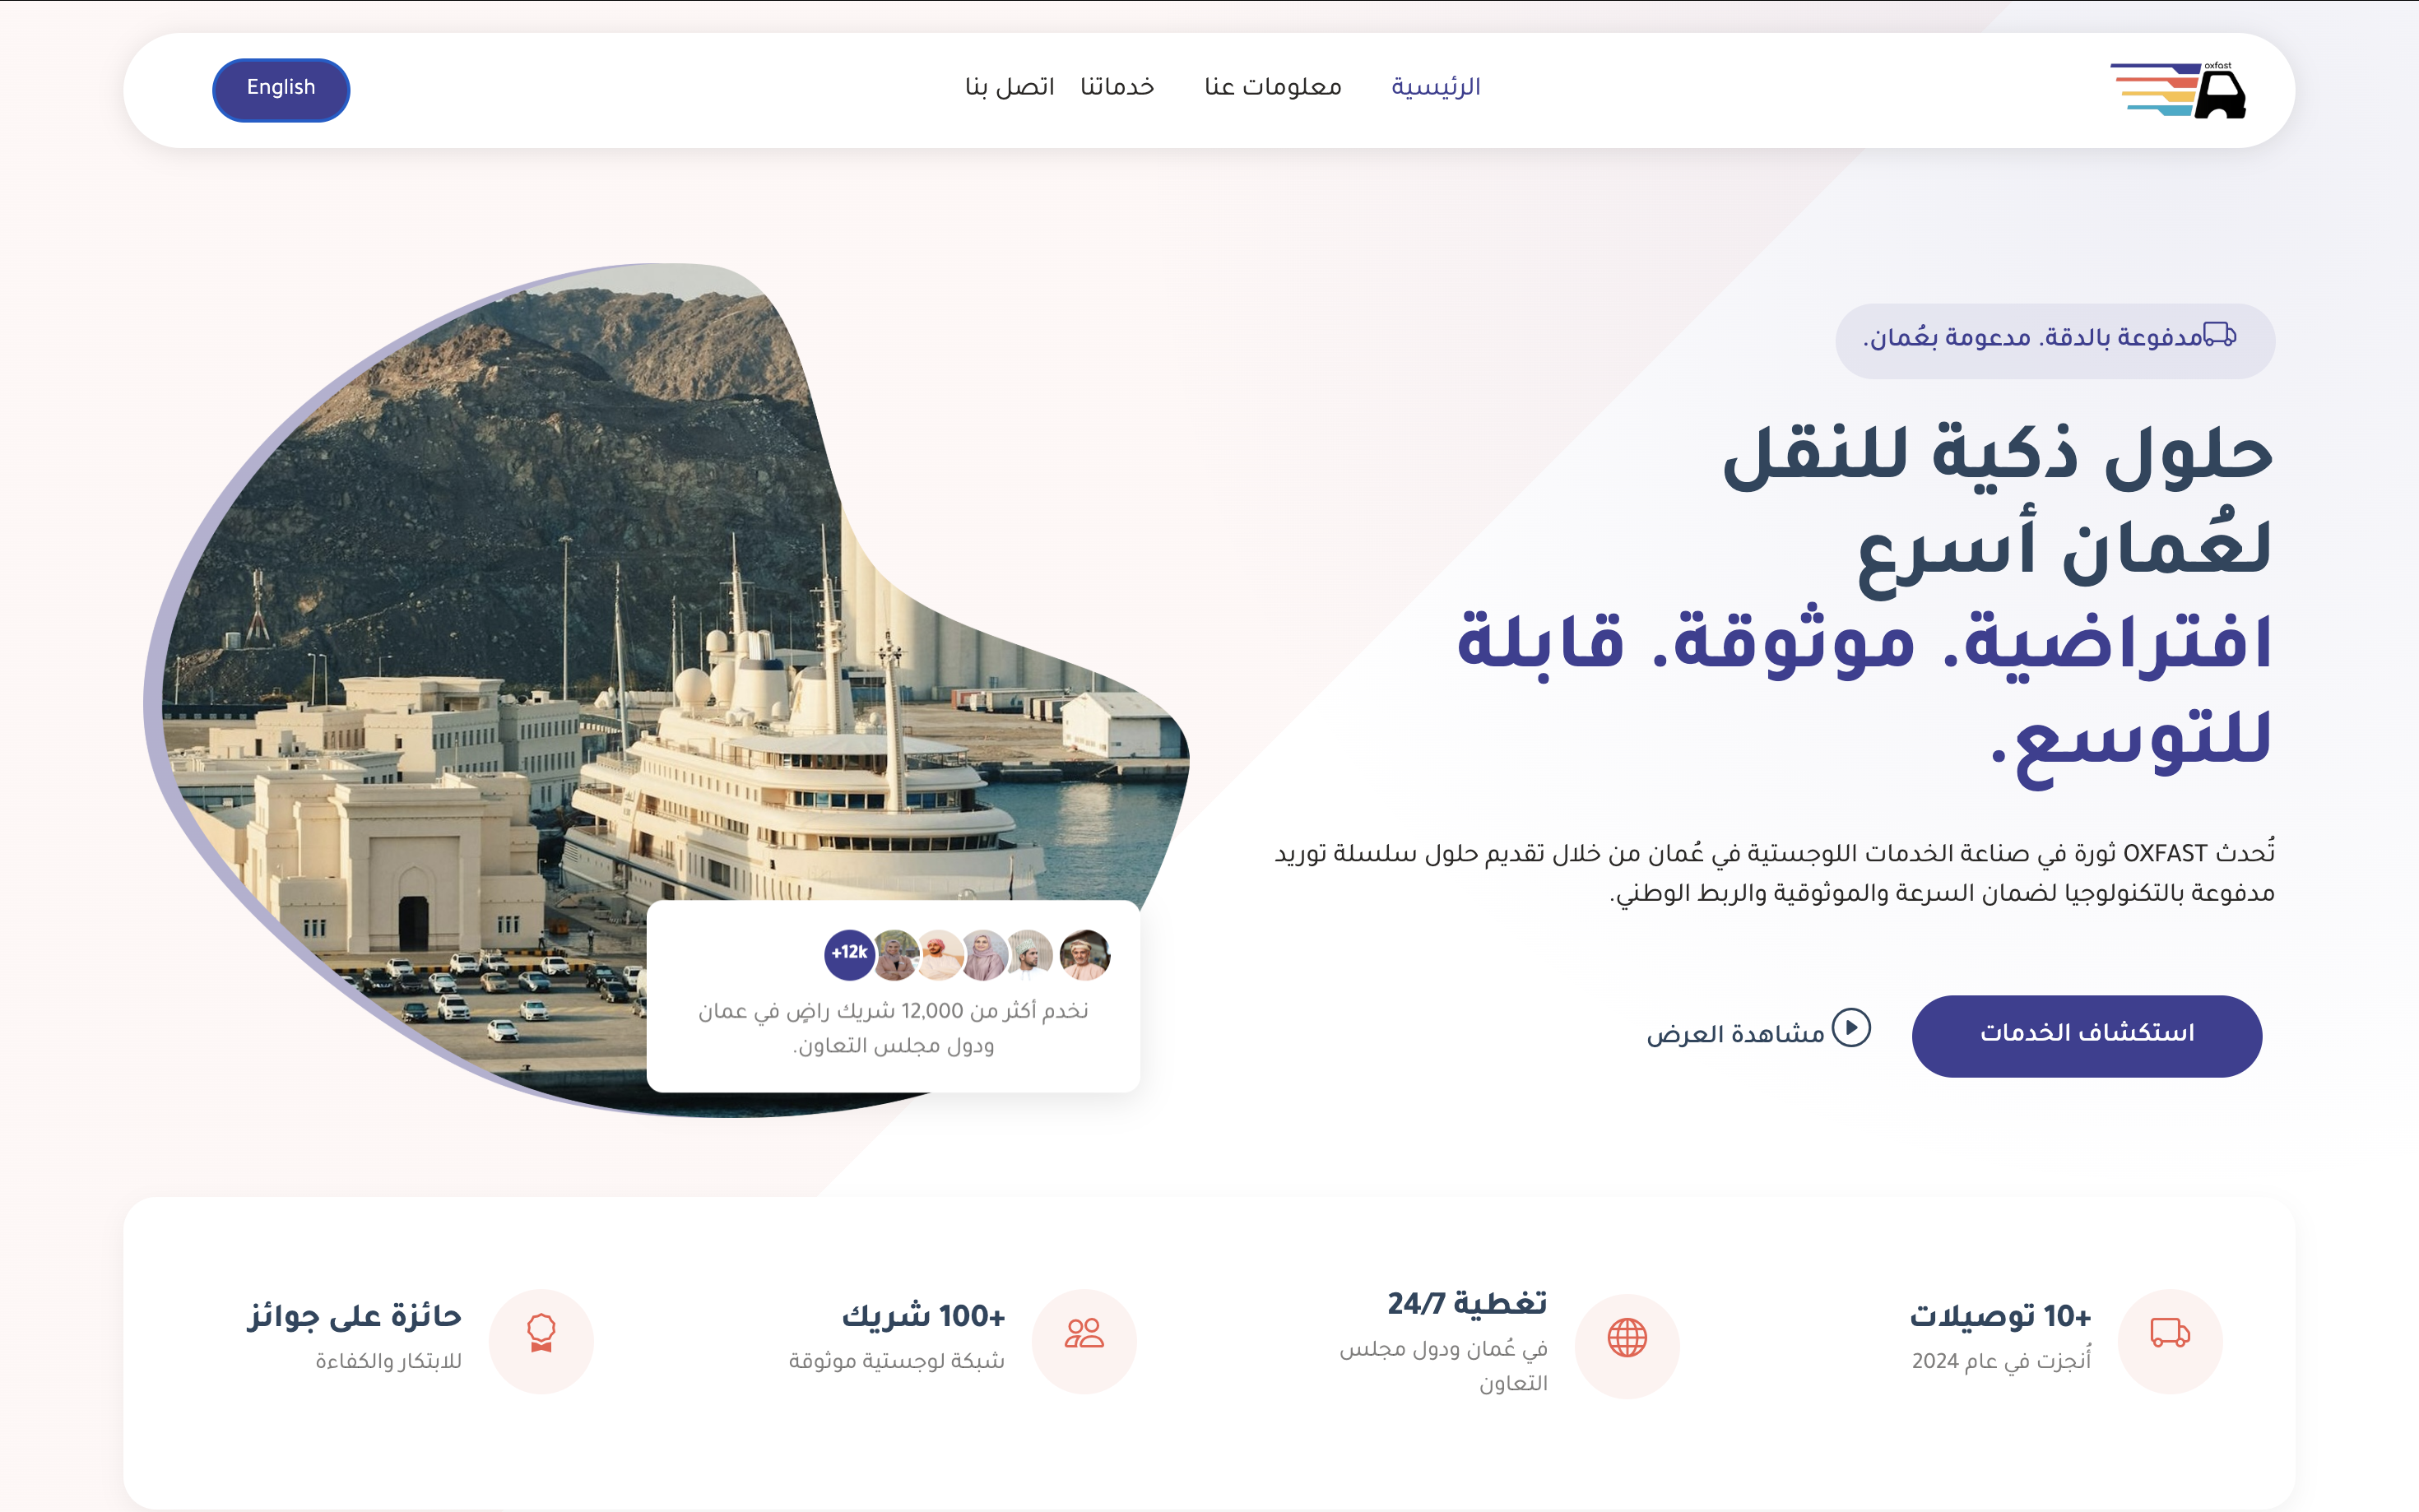 oxfast
الرئيسية
معلومات عنا
خدماتنا
اتصل بنا
English
مدفوعة بالدقة. مدعومة بعُمان.
حلول ذكية للنقل
لعُمان أسرع
افتراضية. موثوقة. قابلة
للتوسع.
تُحدث OXFAST ثورة في صناعة الخدمات اللوجستية في عُمان من خلال تقديم حلول سلسلة توريد
مدفوعة بالتكنولوجيا لضمان السرعة والموثوقية والربط الوطني.
استكشاف الخدمات
مشاهدة العرض
+12k
نخدم أكثر من 12,000 شريك راضٍ في عمان
ودول مجلس التعاون.
+10 توصيلات
أُنجزت في عام 2024
تغطية 24/7
في عُمان ودول مجلس
التعاون
+100 شريك
شبكة لوجستية موثوقة
حائزة على جوائز
للابتكار والكفاءة